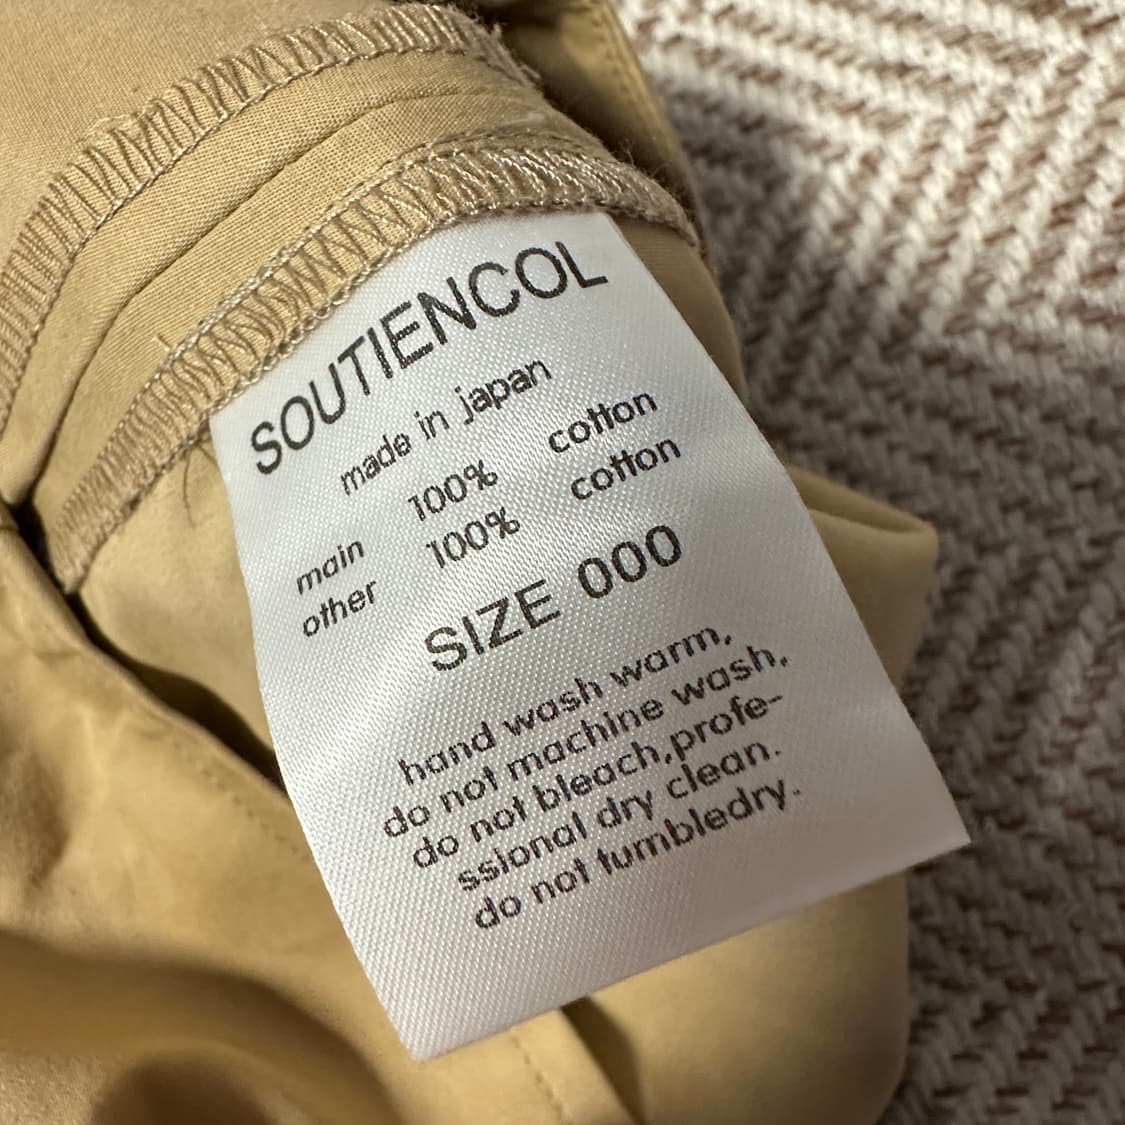 SOUTIENCOL
made in japan
main 100% cotton
other 100% cotton
SIZE 000
hand wash warm,
do not machine wash,
do not bleach,profe-
ssional dry clean.
do not tumbledry.